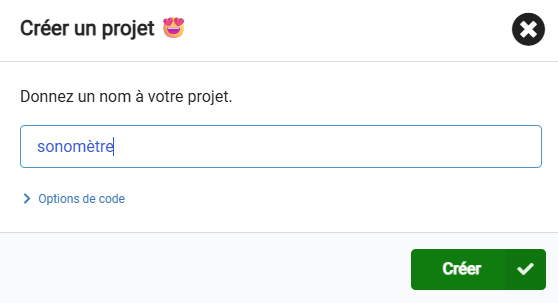 Créer un projet 😍
Donnez un nom à votre projet.
sonomètre
Options de code
Créer